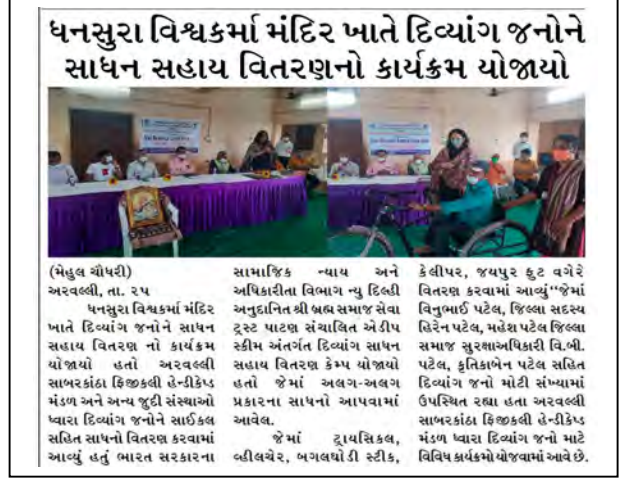 ધનસુરા વિશ્વકર્મા મંદિર ખાતે દિવ્યાંગ જનોને
સાધન સહાય વિતરણનો કાર્યક્રમ યોજાયો
(મેહુલ ચૌધરી)
અરવલ્લી, તા. ૨૫
ધનસુરા વિશ્વકર્મા મંદિર
ખાતે દિવ્યાંગ જનોને સાધન
સહાય વિતરણ નો કાર્યક્રમ
યોજાયો હતો અરવલ્લી
સાબરકાંઠા ફિજીકલી હેન્ડીકેપ્ડ
મંડળ અને અન્ય જુદી સંસ્થાઓ
ધ્વારા દિવ્યાંગ જનોને સાઈકલ
સહિત સાધનો વિતરણ કરવામાં
આવ્યું હતું ભારત સરકારના
સામાજિક ન્યાય અને
અધિકારીતા વિભાગ ન્યુ દિલ્હી
અનુદાનિત શ્રી બ્રહ્મ સમાજ સેવા
ટ્રસ્ટ પાટણ સંચાલિત એડીપ
સ્કીમ અંતર્ગત દિવ્યાંગ સાધન
સહાય વિતરણ કેમ્પ યોજાયો
હતો જેમાં અલગ-અલગ
પ્રકારના સાધનો આપવામાં
આવેલ.
જેમાં ટ્રાયસિકલ,
વ્હીલચેર, બગલઘોડી સ્ટીક,
કેલીપર, જયપુર ફુટ વગેરે
વિતરણ કરવામાં આવ્યું‘‘જેમાં
વિનુભાઈ પટેલ, જિલ્લા સદસ્ય
હિરેન પટેલ, મહેશ પટેલ જિલ્લા
સમાજ સુરક્ષાઅધિકારી વિ.બી.
પટેલ, કૃતિકાબેન પટેલ સહિત
દિવ્યાંગ જનો મોટી સંખ્યામાં
ઉપસ્થિત રહ્યા હતા અરવલ્લી
સાબરકાંઠા ફિજીકલી હેન્ડીકેપ્ડ
મંડળ ધ્વારા દિવ્યાંગ જનો માટે
વિવિધ કાર્યક્રમો યોજવામાં આવે છે.